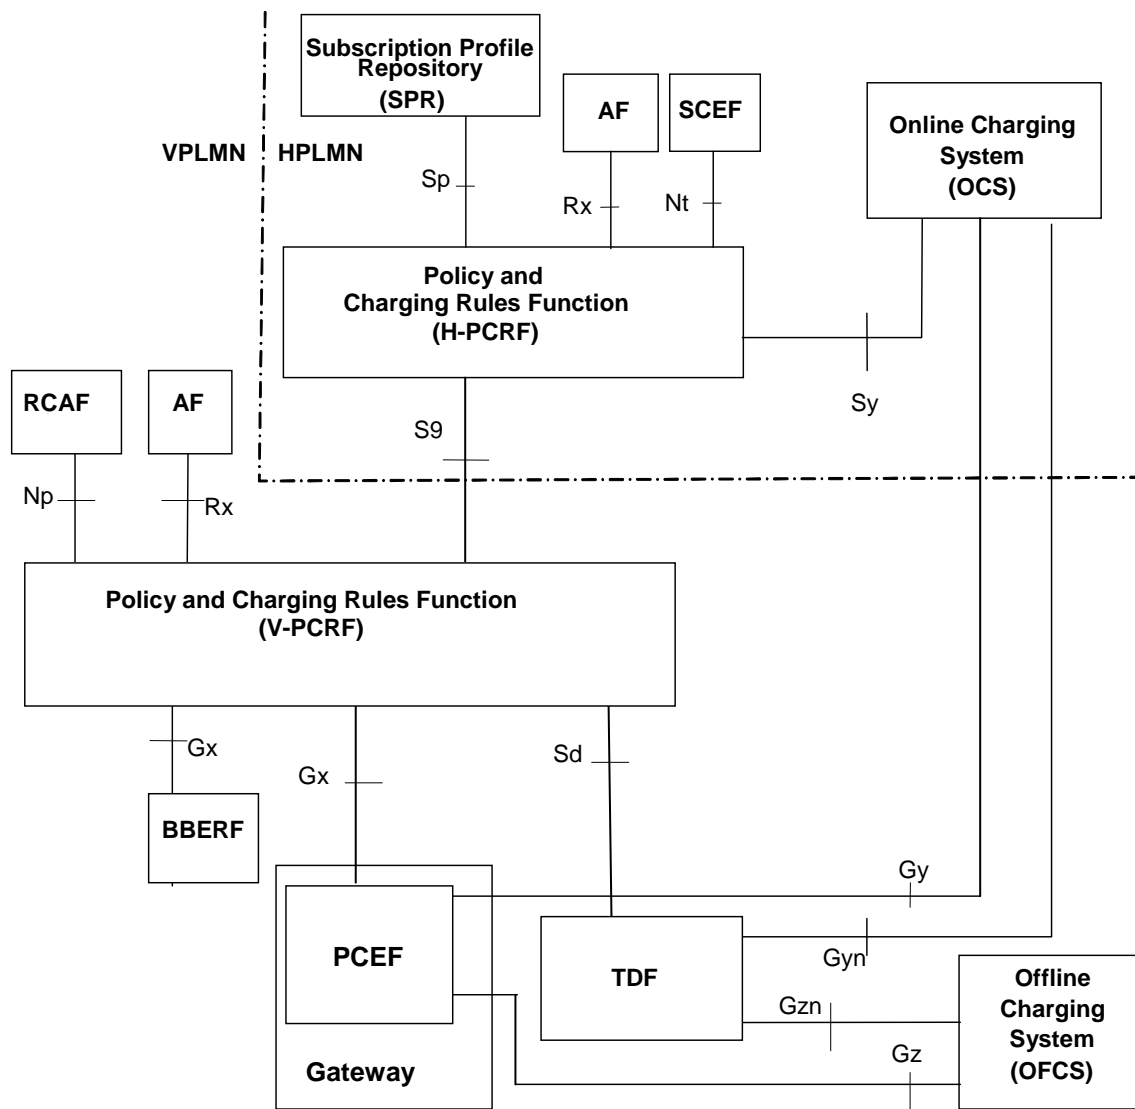 Subscription Profile
Repository
(SPR)
AF
SCEF
Online Charging
System
(OCS)
VPLMN
HPLMN
Sp
Rx
Nt
Policy and
Charging Rules Function
(H-PCRF)
Sy
RCAF
AF
S9
Np
Rx
Policy and Charging Rules Function
(V-PCRF)
Gx
Gx
Sd
BBERF
Gy
PCEF
TDF
Gyn
Gzn
Gz
Offline
Charging
System
(OFCS)
Gateway